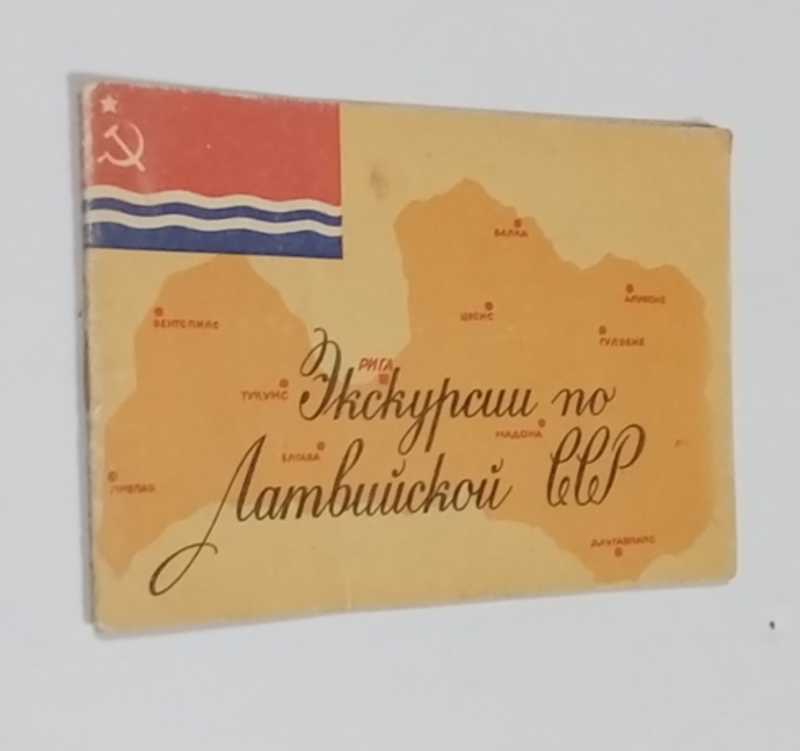 ВАЛКА
АЛУКСНЕ
ВЕНТСПИЛС
ЦЕСИС
ГУЛБЕНЕ
РИГА
ТУКУМС
Экскурсии по
МАДОНА
ЕЛГАВА
Латвийской ССР
ЛИЕПАЯ
ДАУГАВПИЛС